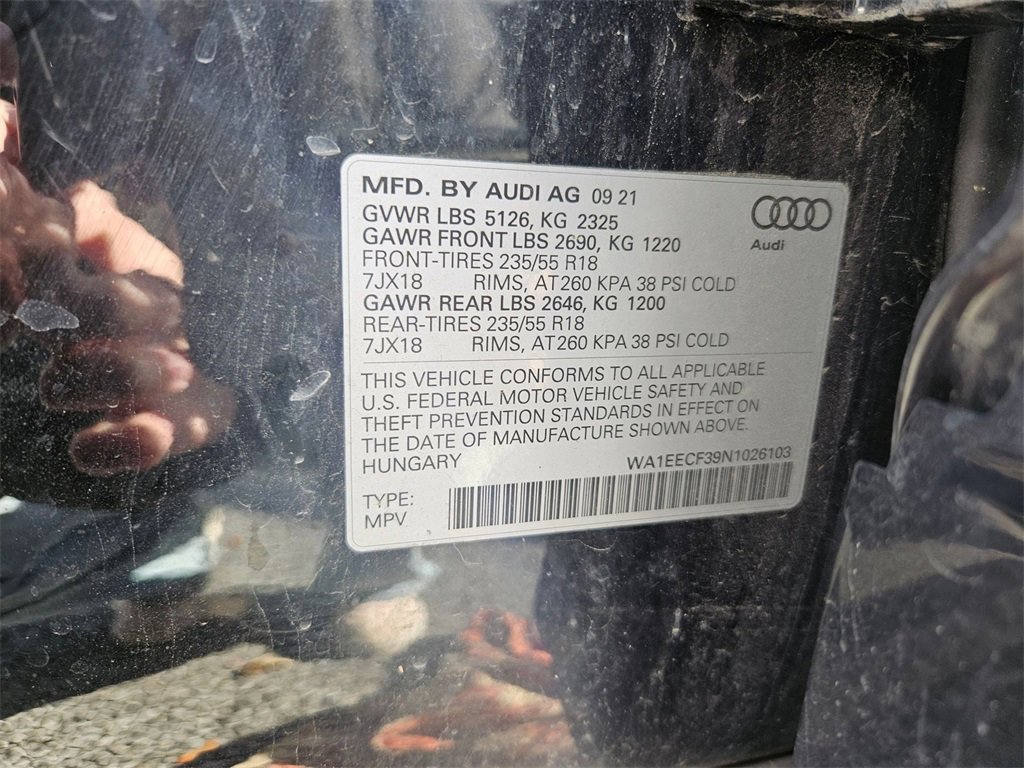 MFD. BY AUDI AG 09 21
GVWR LBS 5126, KG 2325
GAWR FRONT LBS 2690, KG 1220
FRONT-TIRES 235/55 R18
7JX18 RIMS, AT 260 KPA 38 PSI COLD
GAWR REAR LBS 2646, KG 1200
REAR-TIRES 235/55 R18
7JX18 RIMS, AT 260 KPA 38 PSI COLD
Audi
THIS VEHICLE CONFORMS TO ALL APPLICABLE
U.S. FEDERAL MOTOR VEHICLE SAFETY AND
THEFT PREVENTION STANDARDS IN EFFECT ON
THE DATE OF MANUFACTURE SHOWN ABOVE.
HUNGARY WA1EECF39N1026103
TYPE:
MPV